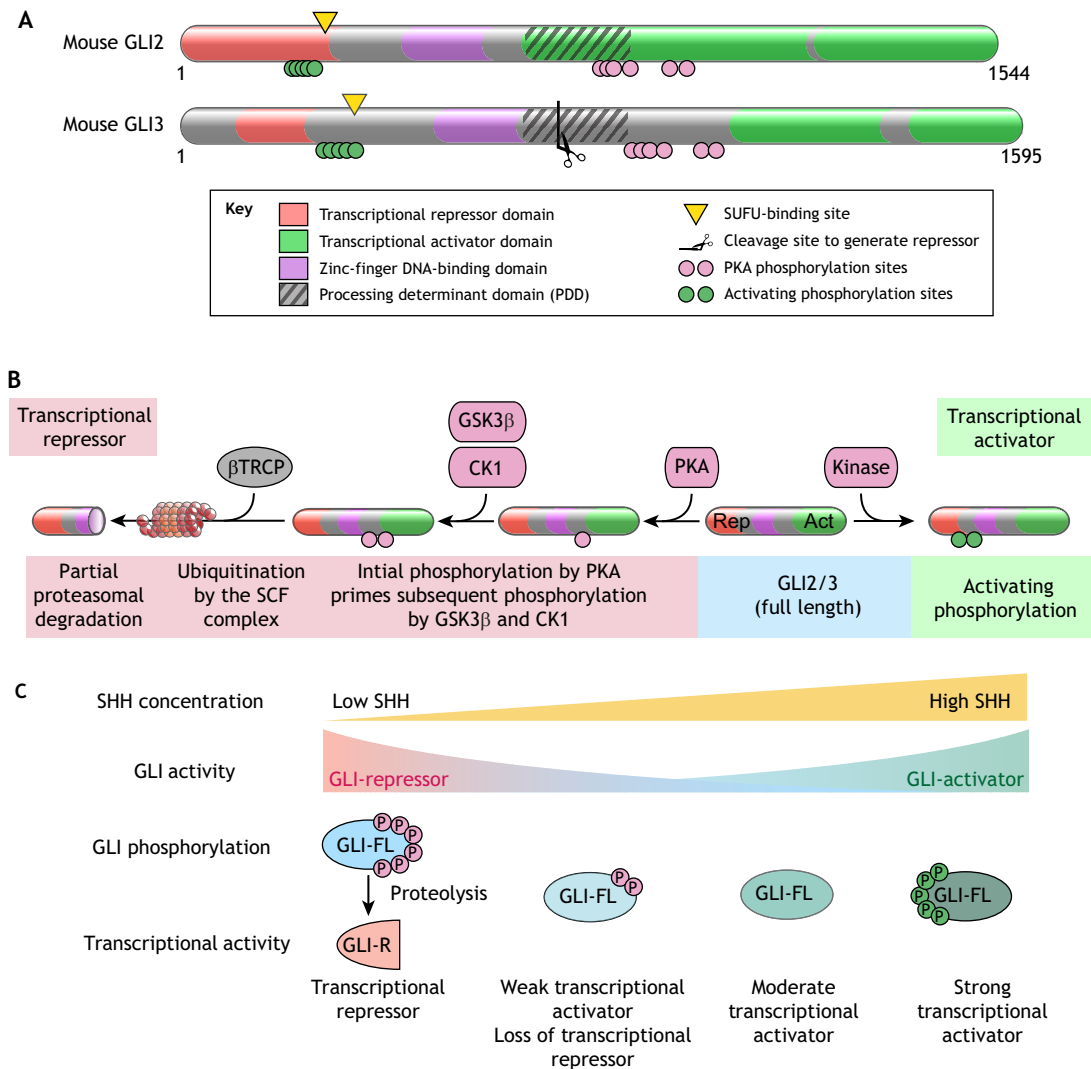 A
Mouse GLI2
1
1544
Mouse GLI3
1
1595
Key
Transcriptional repressor domain
Transcriptional activator domain
Zinc-finger DNA-binding domain
Processing determinant domain (PDD)
SUFU-binding site
Cleavage site to generate repressor
PKA phosphorylation sites
Activating phosphorylation sites
B
Transcriptional
repressor
βTRCP
GSK3β
CK1
PKA
Kinase
Transcriptional
activator
Rep Act
Partial
proteasomal
degradation
Ubiquitination
by the SCF
complex
Intial phosphorylation by PKA
primes subsequent phosphorylation
by GSK3β and CK1
GLI2/3
(full length)
Activating
phosphorylation
C
SHH concentration
Low SHH
High SHH
GLI activity
GLI-repressor
GLI-activator
GLI phosphorylation
GLI-FL
P P P P P P P
Proteolysis
GLI-FL
P P
GLI-FL
GLI-FL
P P P P P
Transcriptional activity
GLI-R
Transcriptional
repressor
Weak transcriptional
activator
Loss of transcriptional
repressor
Moderate
transcriptional
activator
Strong
transcriptional
activator